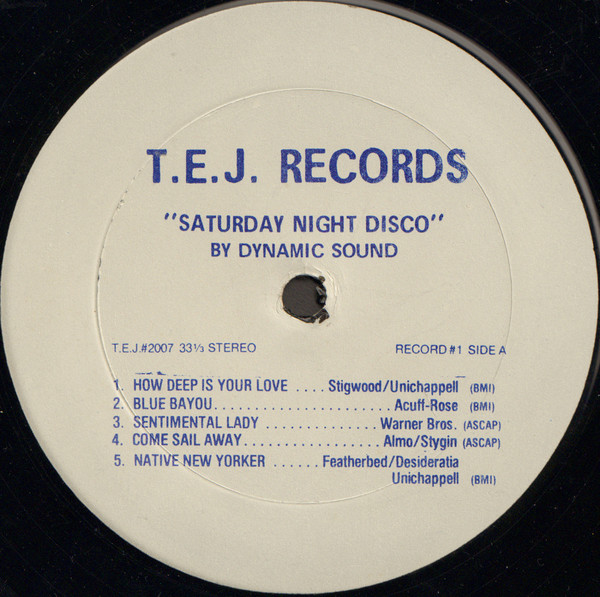 T.E.J. RECORDS
"SATURDAY NIGHT DISCO"
BY DYNAMIC SOUND
T.E.J.#2007 33⅓ STEREO RECORD #1 SIDE A
1. HOW DEEP IS YOUR LOVE .... Stigwood/Unichappell (BMI)
2. BLUE BAYOU..................... Acuff-Rose (BMI)
3. SENTIMENTAL LADY .............. Warner Bros. (ASCAP)
4. COME SAIL AWAY................. Almo/Stygin (ASCAP)
5. NATIVE NEW YORKER ...... Featherbed/Desideratia
Unichappell (BMI)